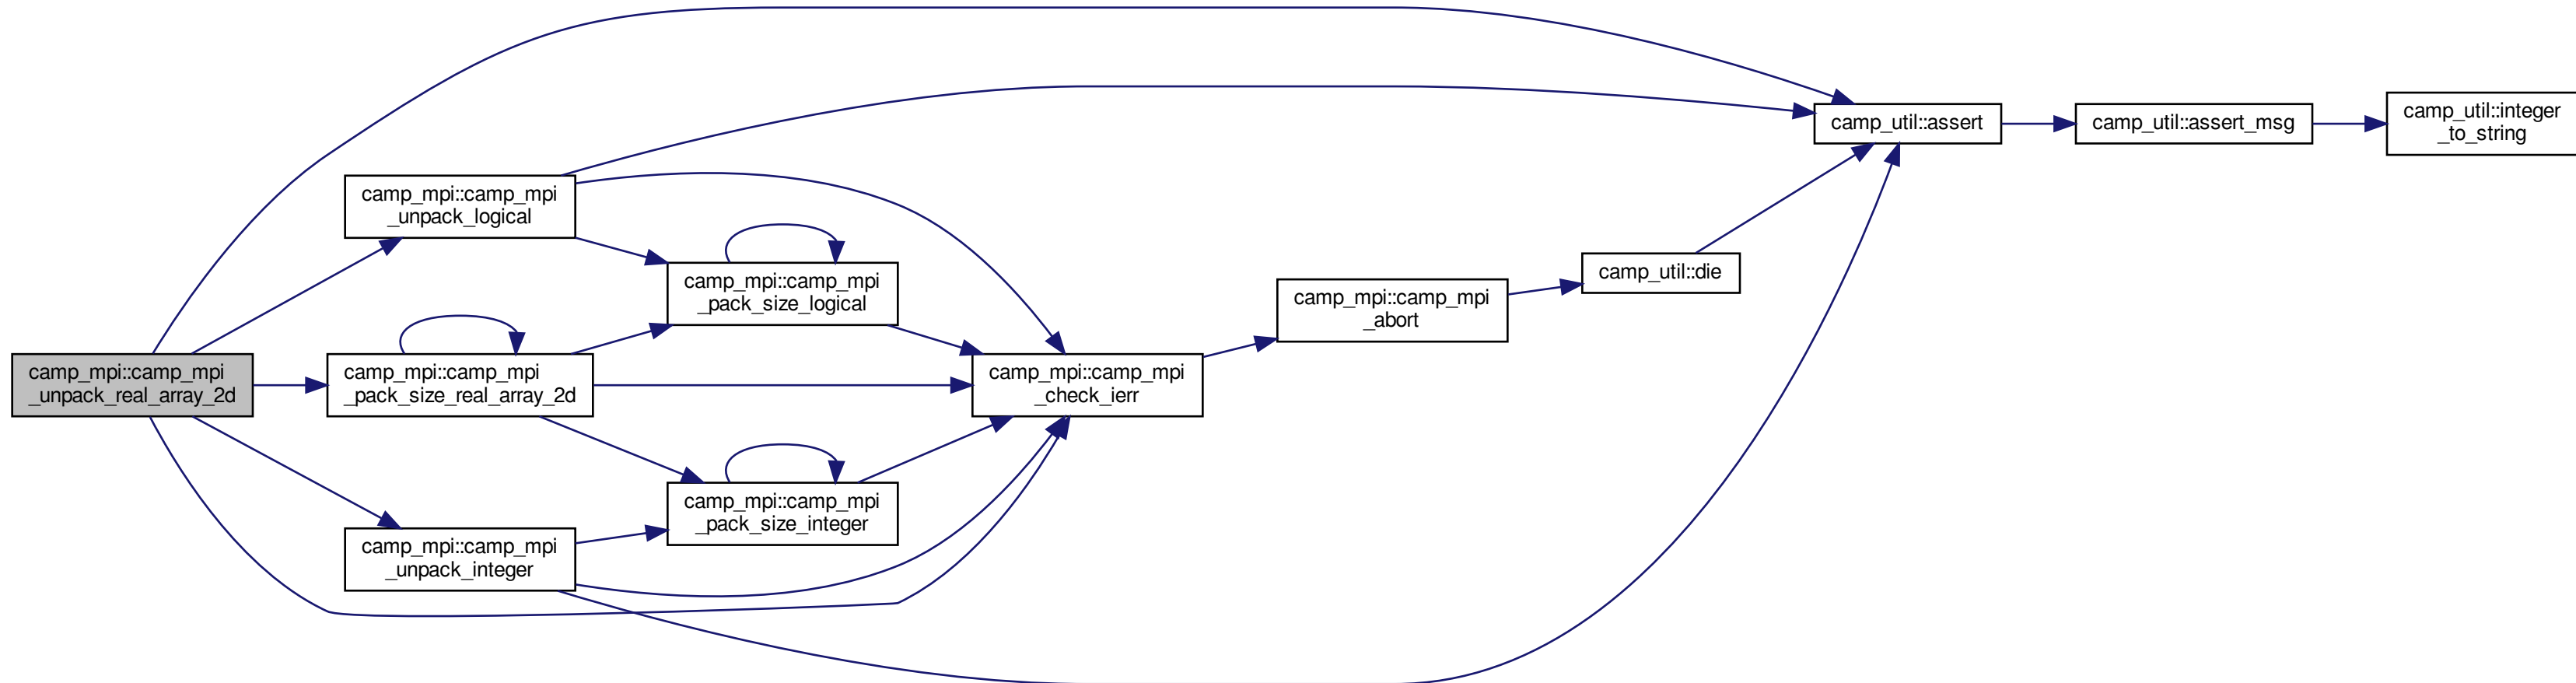 camp_mpi::camp_mpi
_unpack_real_array_2d
camp_mpi::camp_mpi
_unpack_logical
camp_mpi::camp_mpi
_pack_size_real_array_2d
camp_mpi::camp_mpi
_unpack_integer
camp_mpi::camp_mpi
_pack_size_logical
camp_mpi::camp_mpi
_pack_size_integer
camp_mpi::camp_mpi
_check_ierr
camp_mpi::camp_mpi
_abort
camp_util::die
camp_util::assert
camp_util::assert_msg
camp_util::integer
_to_string